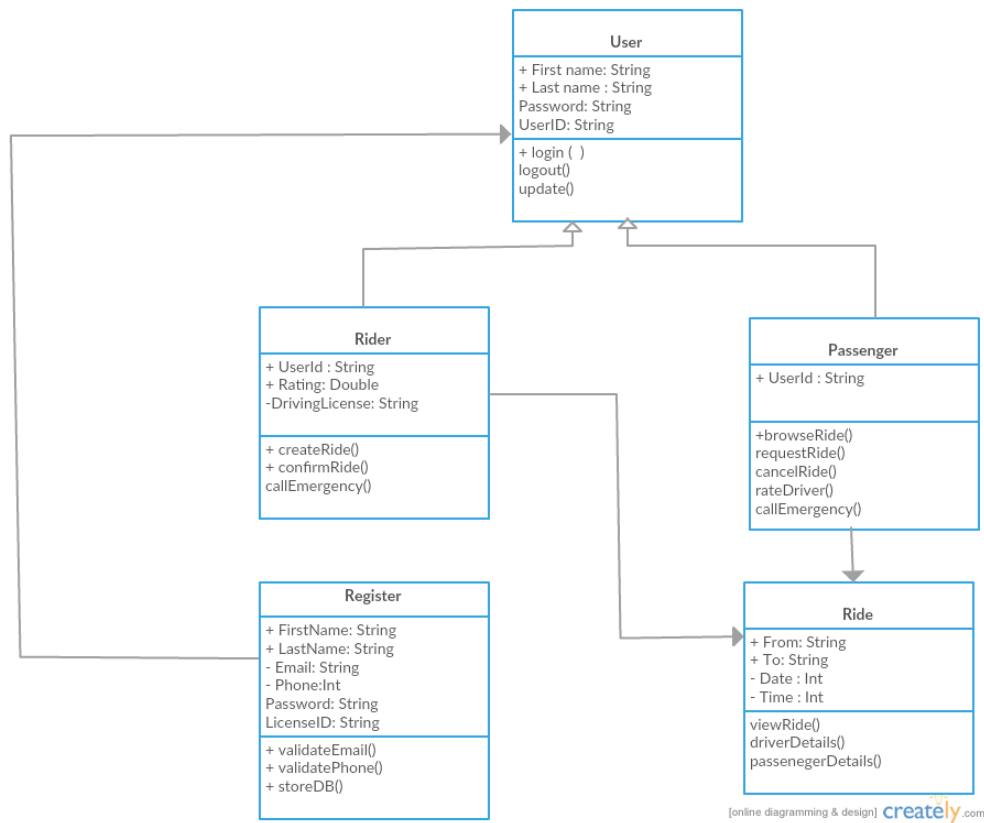 User
+ First name: String
+ Last name : String
Password: String
UserID: String
+ login (  )
logout()
update()
Rider
+ UserId : String
+ Rating: Double
-DrivingLicense: String
+ createRide()
+ confirmRide()
callEmergency()
Passenger
+ UserId : String
+browseRide()
requestRide()
cancelRide()
rateDriver()
callEmergency()
Register
+ FirstName: String
+ LastName: String
- Email: String
- Phone:Int
Password: String
LicenseID: String
+ validateEmail()
+ validatePhone()
+ storeDB()
Ride
+ From: String
+ To: String
- Date : Int
- Time : Int
viewRide()
driverDetails()
passenegerDetails()
[online diagramming & design] creately.com